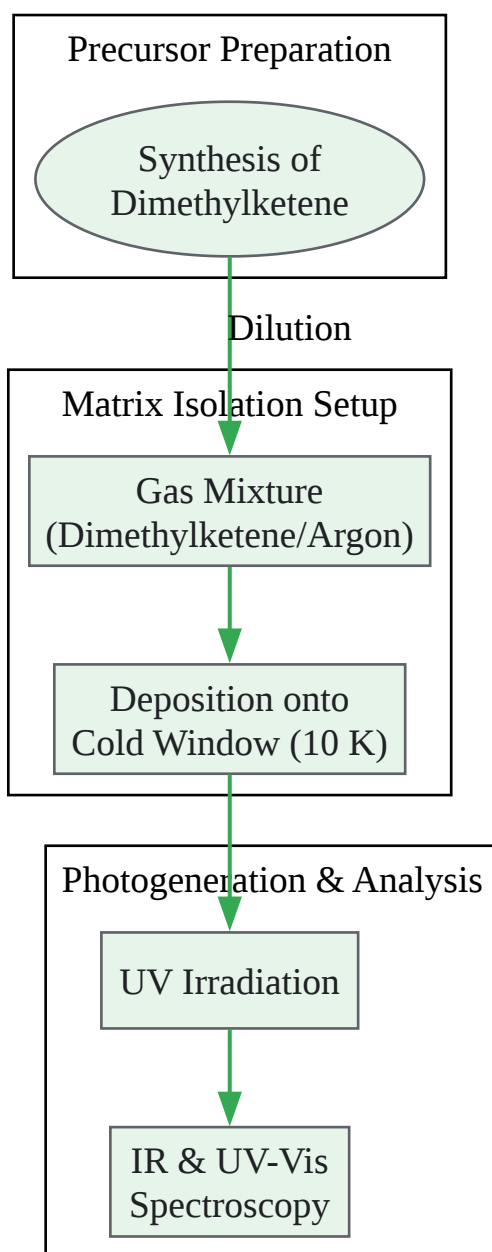 Precursor Preparation
Synthesis of
Dimethylketene
Dilution
Matrix Isolation Setup
Gas Mixture
(Dimethylketene/Argon)
Deposition onto
Cold Window (10 K)
Photogeneration & Analysis
UV Irradiation
IR & UV-Vis
Spectroscopy